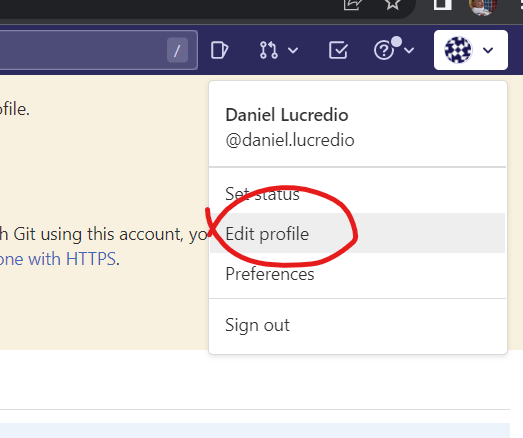 /
ofile.
Daniel Lucredio
@daniel.lucredio
Set status
h Git using this account, yo
Edit profile
one with HTTPS.
Preferences
Sign out